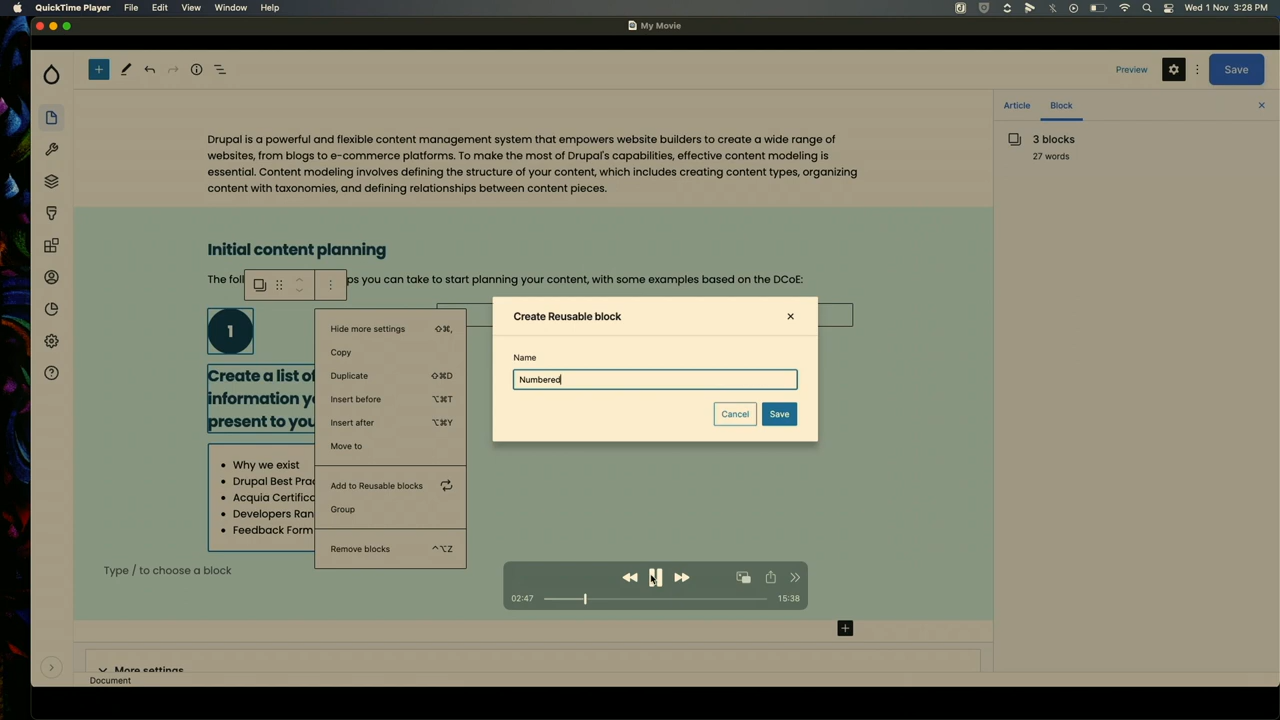 QuickTime Player File Edit View Window Help
Wed 1 Nov 3:28 PM
My Movie
Preview
Save
Article Block
3 blocks
27 words
Drupal is a powerful and flexible content management system that empowers website builders to create a wide range of
websites, from blogs to e-commerce platforms. To make the most of Drupal's capabilities, effective content modeling is
essential. Content modeling involves defining the structure of your content, which includes creating content types, organizing
content with taxonomies, and defining relationships between content pieces.
Initial content planning
The foll
ps you can take to start planning your content, with some examples based on the DCoE:
1
Create a list of
information yo
present to you
Why we exist
Drupal Best Prac
Acquia Certifica
Developers Ran
Feedback Form
Type / to choose a block
Hide more settings ⇧⌘,
Copy
Duplicate ⇧⌘D
Insert before ⌥⌘T
Insert after ⌥⌘Y
Move to
Add to Reusable blocks
Group
Remove blocks ^⌥Z
Create Reusable block
Name
Numbered
Cancel
Save
02:47
15:38
More settings
Document